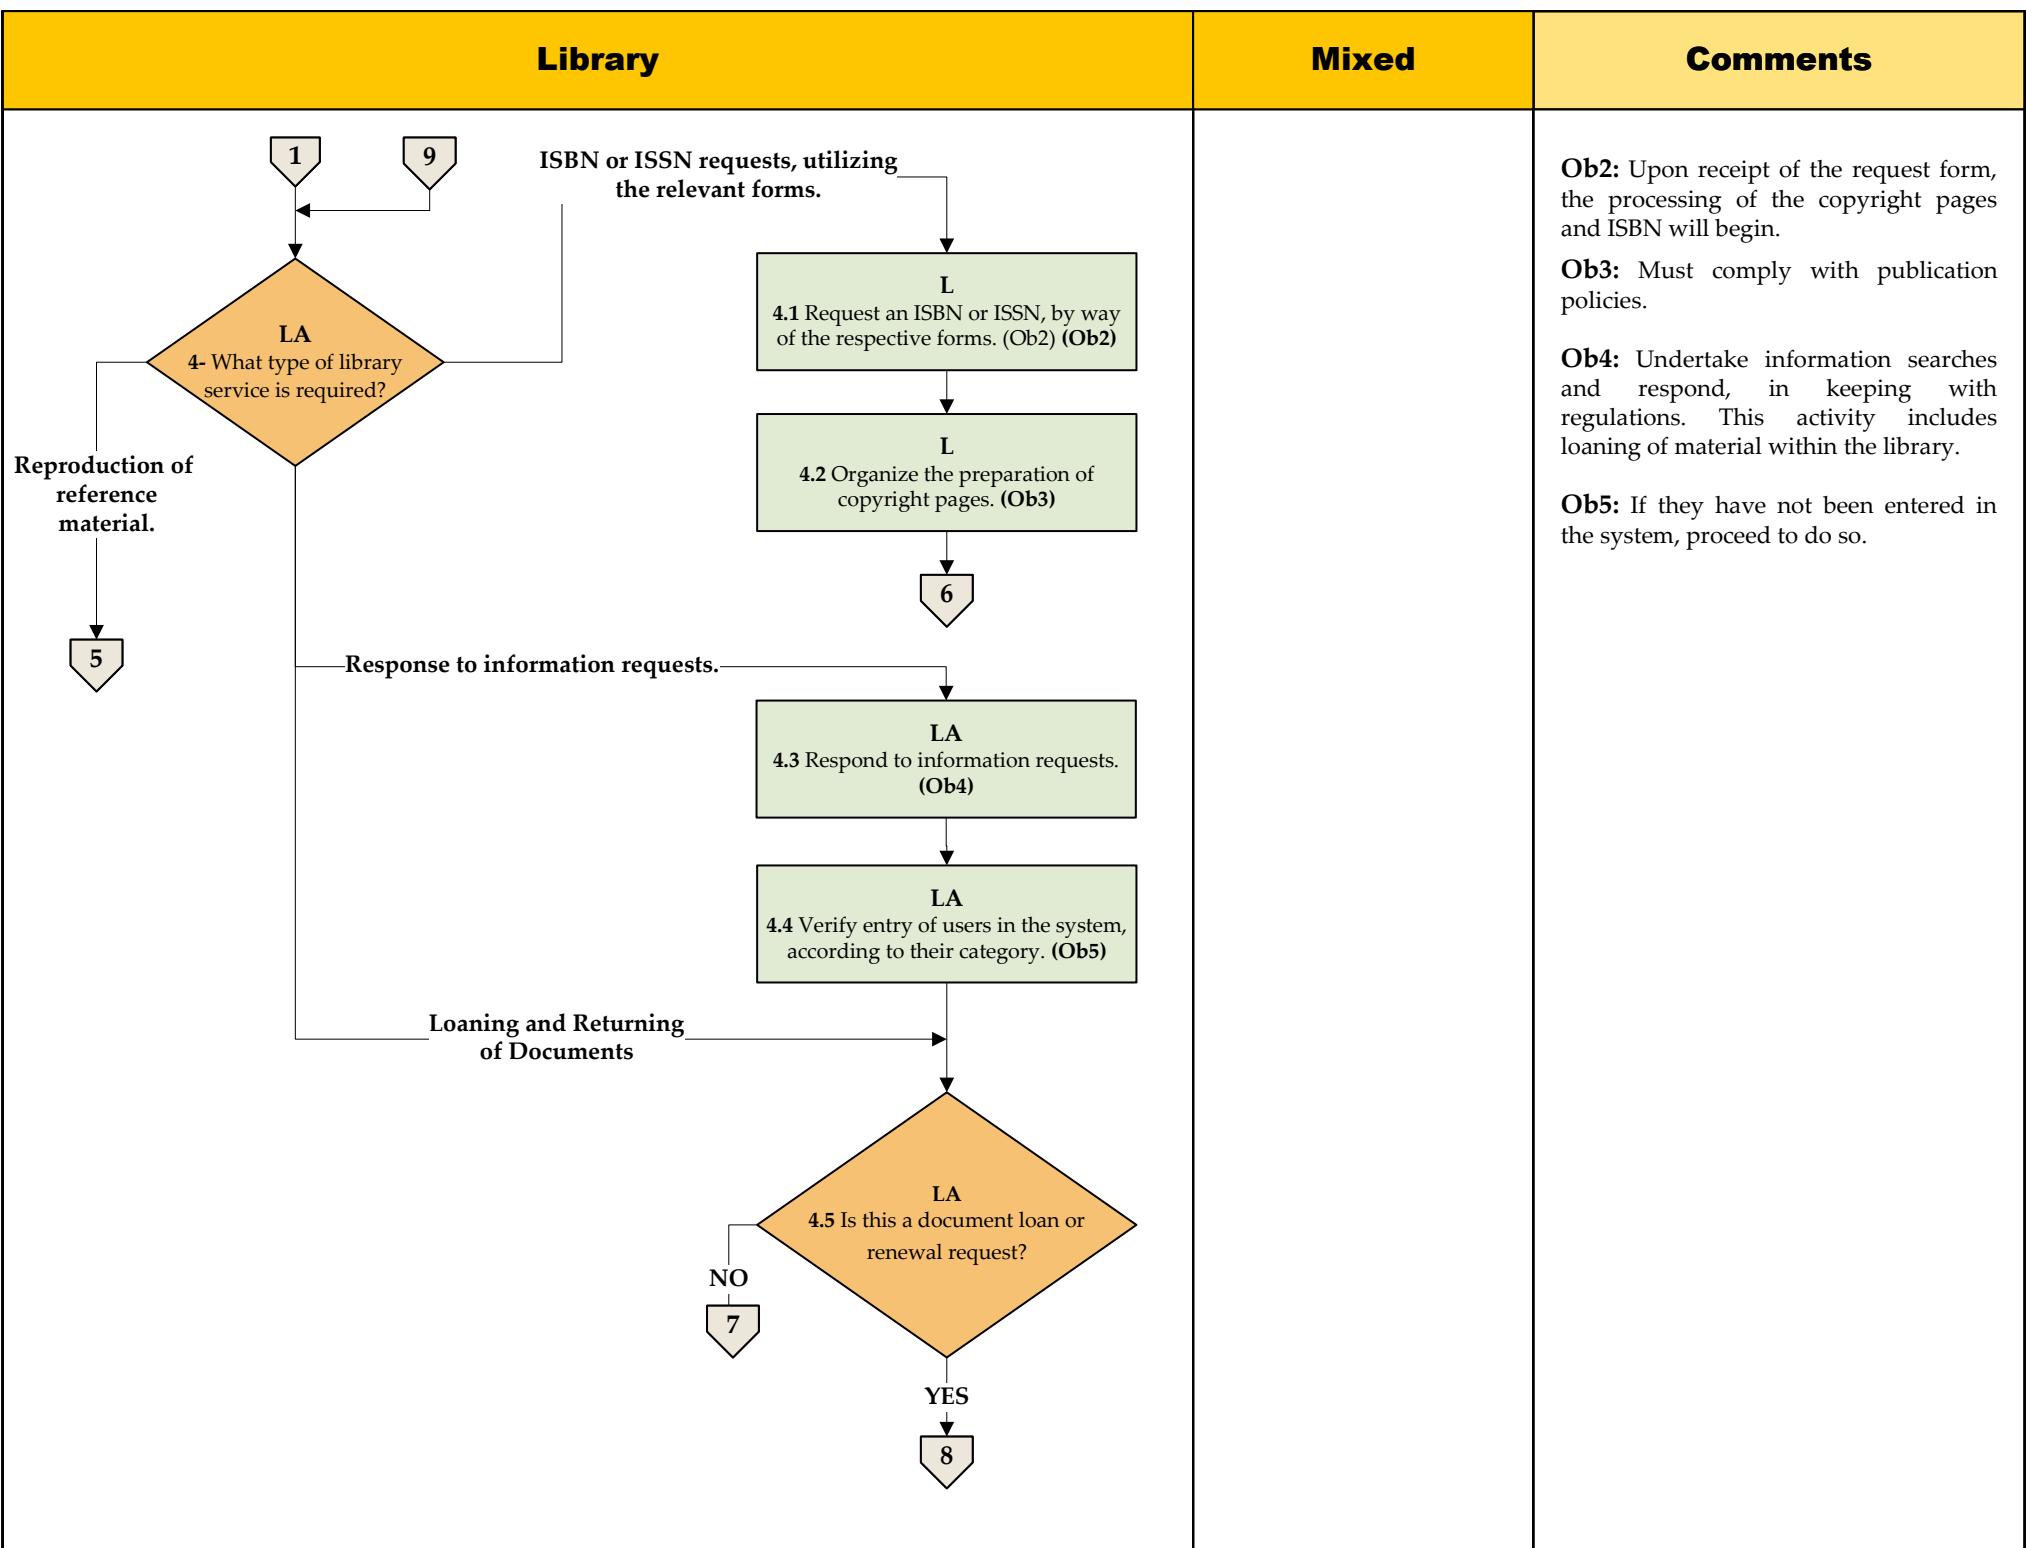 Library
Mixed
Comments
1
9
ISBN or ISSN requests, utilizing
the relevant forms.
L
4.1 Request an ISBN or ISSN, by way
of the respective forms. (Ob2) (Ob2)
LA
4- What type of library
service is required?
L
4.2 Organize the preparation of
copyright pages. (Ob3)
Reproduction of
reference
material.
6
5
Response to information requests.
LA
4.3 Respond to information requests.
(Ob4)
LA
4.4 Verify entry of users in the system,
according to their category. (Ob5)
Loaning and Returning
of Documents
LA
4.5 Is this a document loan or
renewal request?
NO
7
YES
8
Ob2: Upon receipt of the request form,
the processing of the copyright pages
and ISBN will begin.
Ob3: Must comply with publication
policies.
Ob4: Undertake information searches
and respond, in keeping with
regulations. This activity includes
loaning of material within the library.
Ob5: If they have not been entered in
the system, proceed to do so.